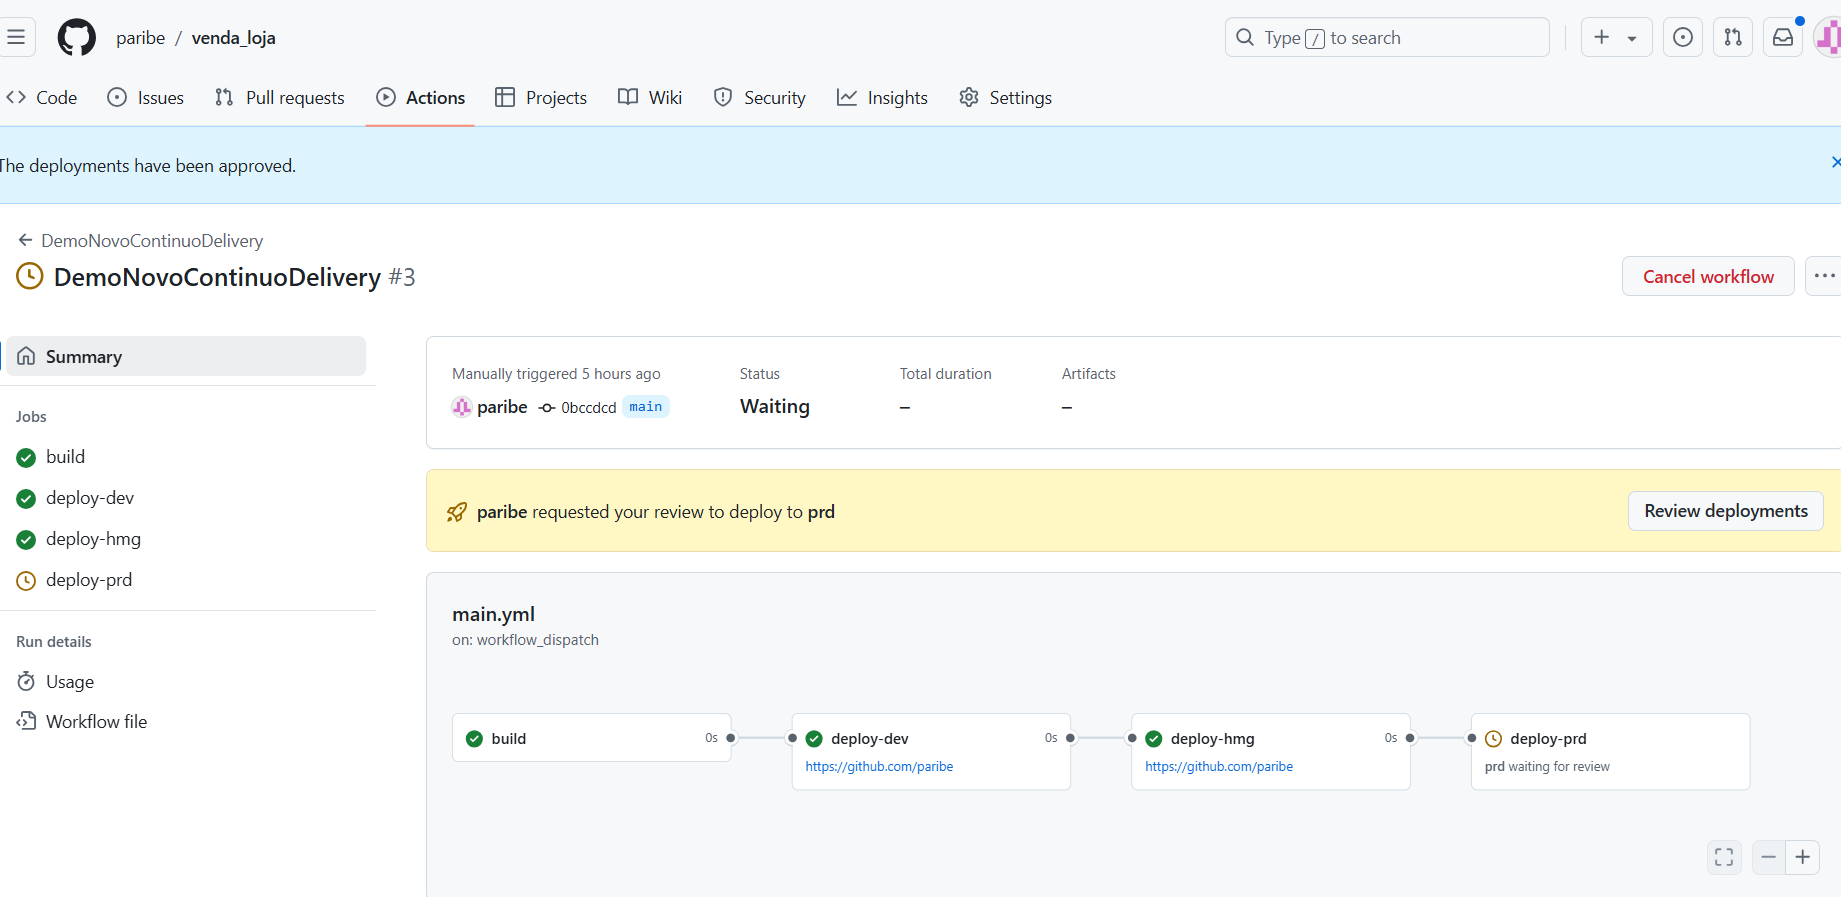 paribe / venda_loja
Type / to search
Code Issues Pull requests Actions Projects Wiki Security Insights Settings
The deployments have been approved.
DemoNovoContinuoDelivery
DemoNovoContinuoDelivery #3
Cancel workflow
Summary
Jobs
build
deploy-dev
deploy-hmg
deploy-prd
Run details
Usage
Workflow file
Manually triggered 5 hours ago
paribe 0bccdcd main
Status
Waiting
Total duration
–
Artifacts
–
paribe requested your review to deploy to prd
Review deployments
main.yml
on: workflow_dispatch
build 0s
deploy-dev 0s
https://github.com/paribe
deploy-hmg 0s
https://github.com/paribe
deploy-prd
prd waiting for review